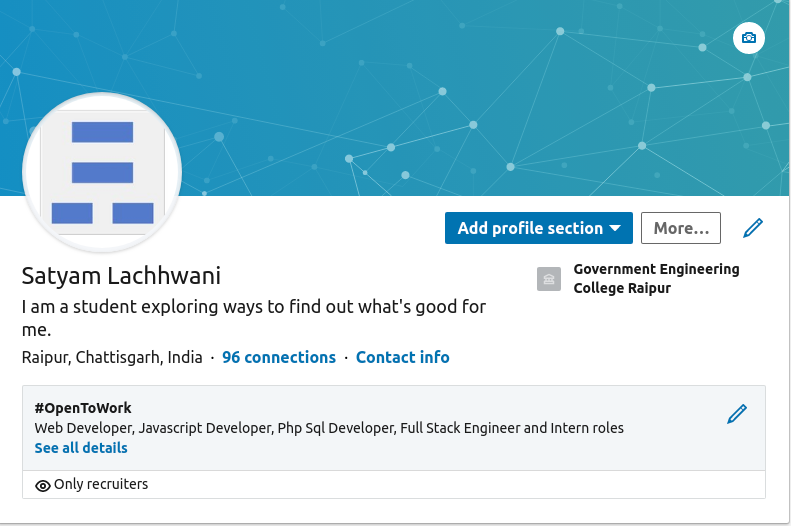 Add profile section
More...
Satyam Lachhwani
Government Engineering
College Raipur
I am a student exploring ways to find out what's good for
me.
Raipur, Chattisgarh, India · 96 connections · Contact info
#OpenToWork
Web Developer, Javascript Developer, Php Sql Developer, Full Stack Engineer and Intern roles
See all details
Only recruiters